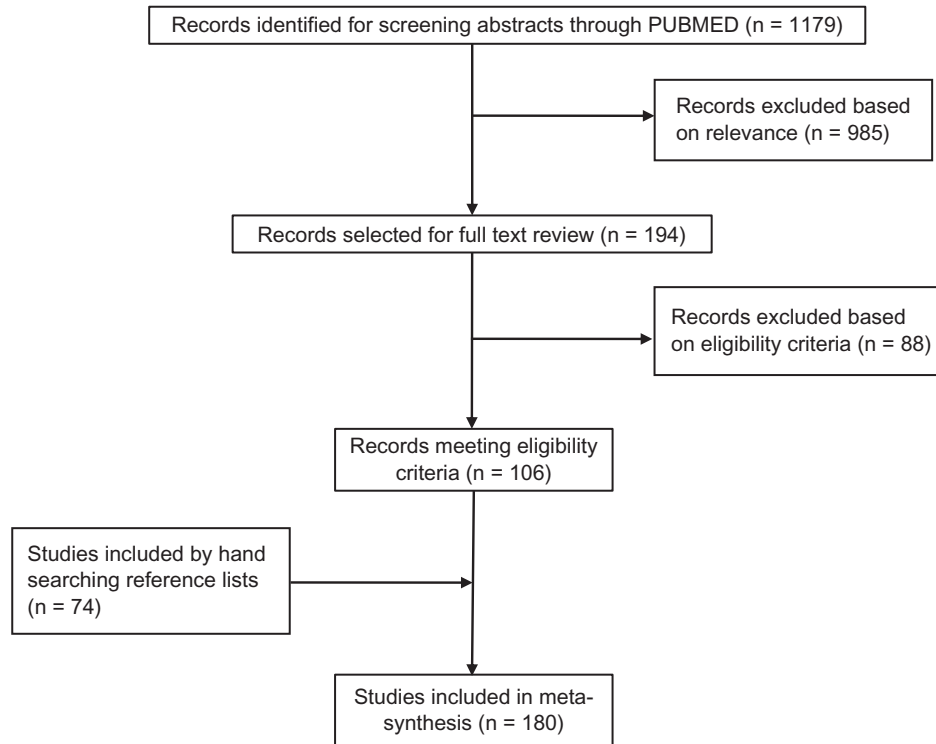 Records identified for screening abstracts through PUBMED (n = 1179)
Records excluded based
on relevance (n = 985)
Records selected for full text review (n = 194)
Records excluded based
on eligibility criteria (n = 88)
Records meeting eligibility
criteria (n = 106)
Studies included by hand
searching reference lists
(n = 74)
Studies included in meta-
synthesis (n = 180)